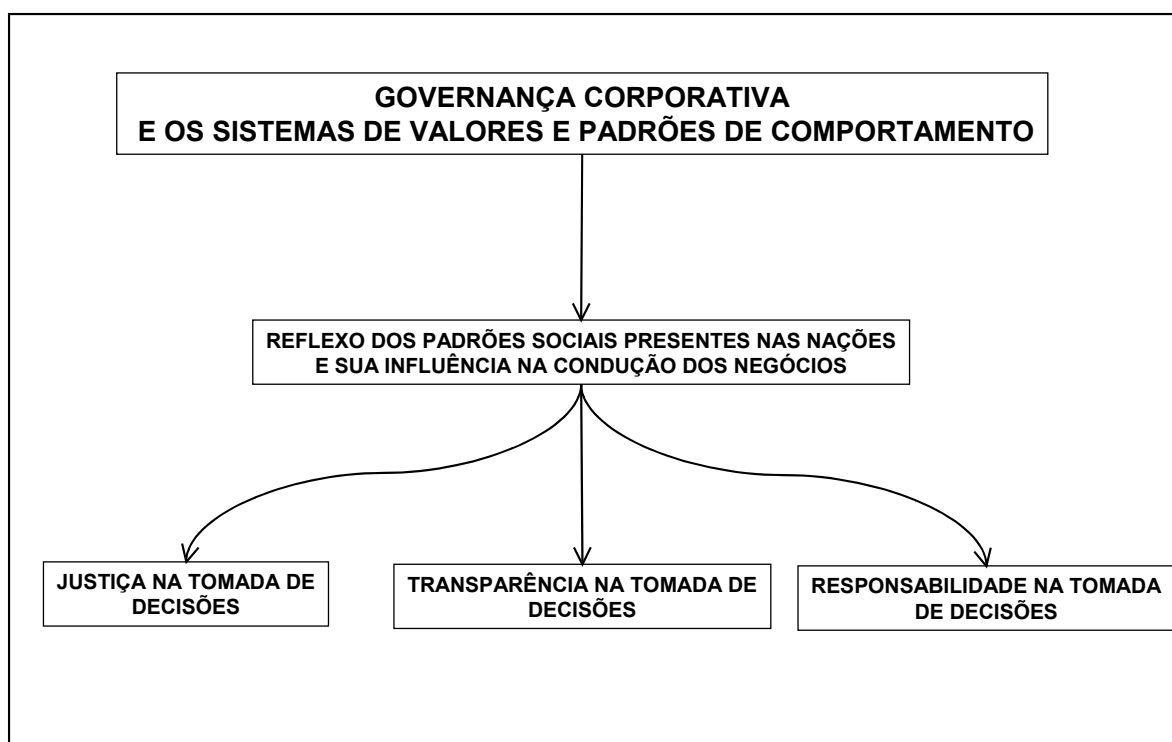 GOVERNANÇA CORPORATIVA
E OS SISTEMAS DE VALORES E PADRÕES DE COMPORTAMENTO
REFLEXO DOS PADRÕES SOCIAIS PRESENTES NAS NAÇÕES
E SUA INFLUÊNCIA NA CONDUÇÃO DOS NEGÓCIOS
JUSTIÇA NA TOMADA DE
DECISÕES
TRANSPARÊNCIA NA TOMADA DE
DECISÕES
RESPONSABILIDADE NA TOMADA
DE DECISÕES